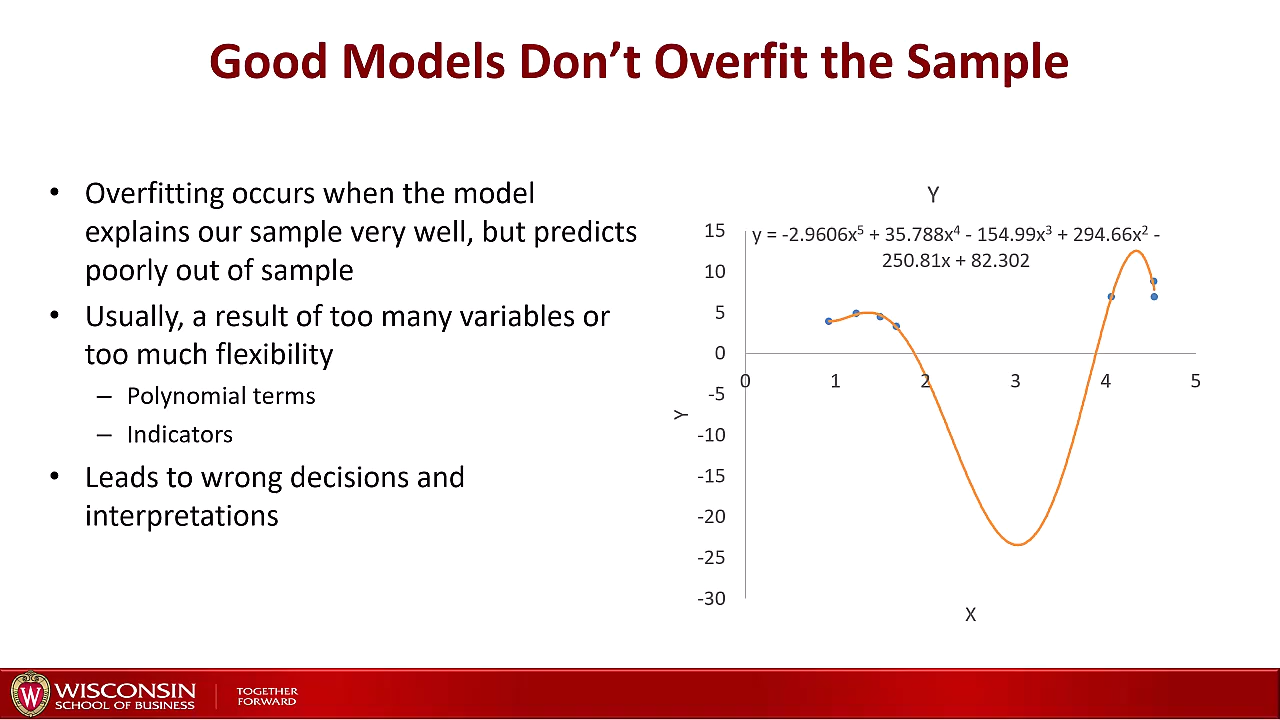 Good Models Don’t Overfit the Sample
• Overfitting occurs when the model
explains our sample very well, but predicts
poorly out of sample
• Usually, a result of too many variables or
too much flexibility
– Polynomial terms
– Indicators
• Leads to wrong decisions and
interpretations
Y
y = -2.9606x⁵ + 35.788x⁴ - 154.99x³ + 294.66x² -
250.81x + 82.302
15
10
5
0
-5
-10
-15
-20
-25
-30
Y
0 1 2 3 4 5
X
W
WISCONSIN
SCHOOL OF BUSINESS
TOGETHER
FORWARD